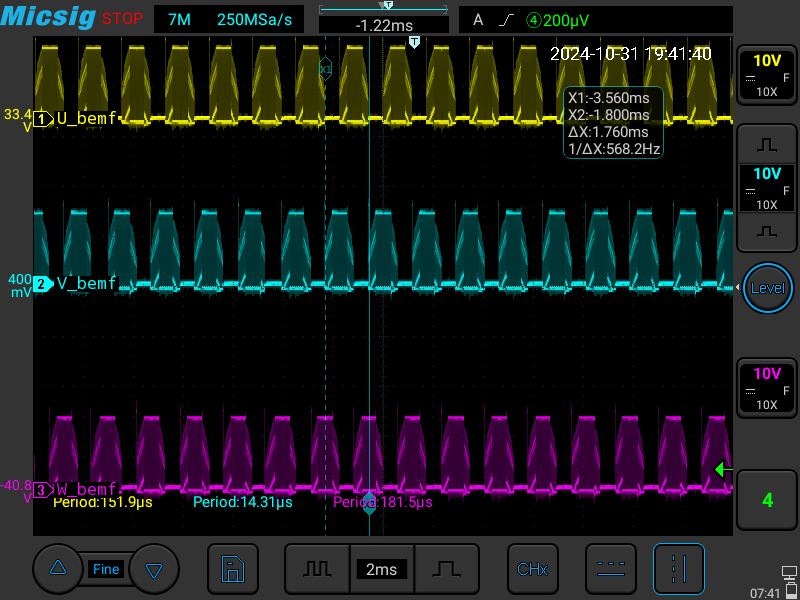 Micsig STOP 7M 250MSa/s T -1.22ms A 4 200μV
T
2024-10-31 19:41:40
10V
F
10X
X1
X1:-3.560ms
X2:-1.800ms
ΔX:1.760ms
1/ΔX:568.2Hz
33.4
V
1 U_bemf
10V
F
10X
400
mV
2 V_bemf
Level
10V
F
10X
-40.8
V
3 W_bemf
Period:151.9μs Period:14.31μs Period:181.5μs
4
Fine 2ms CHx
07:41